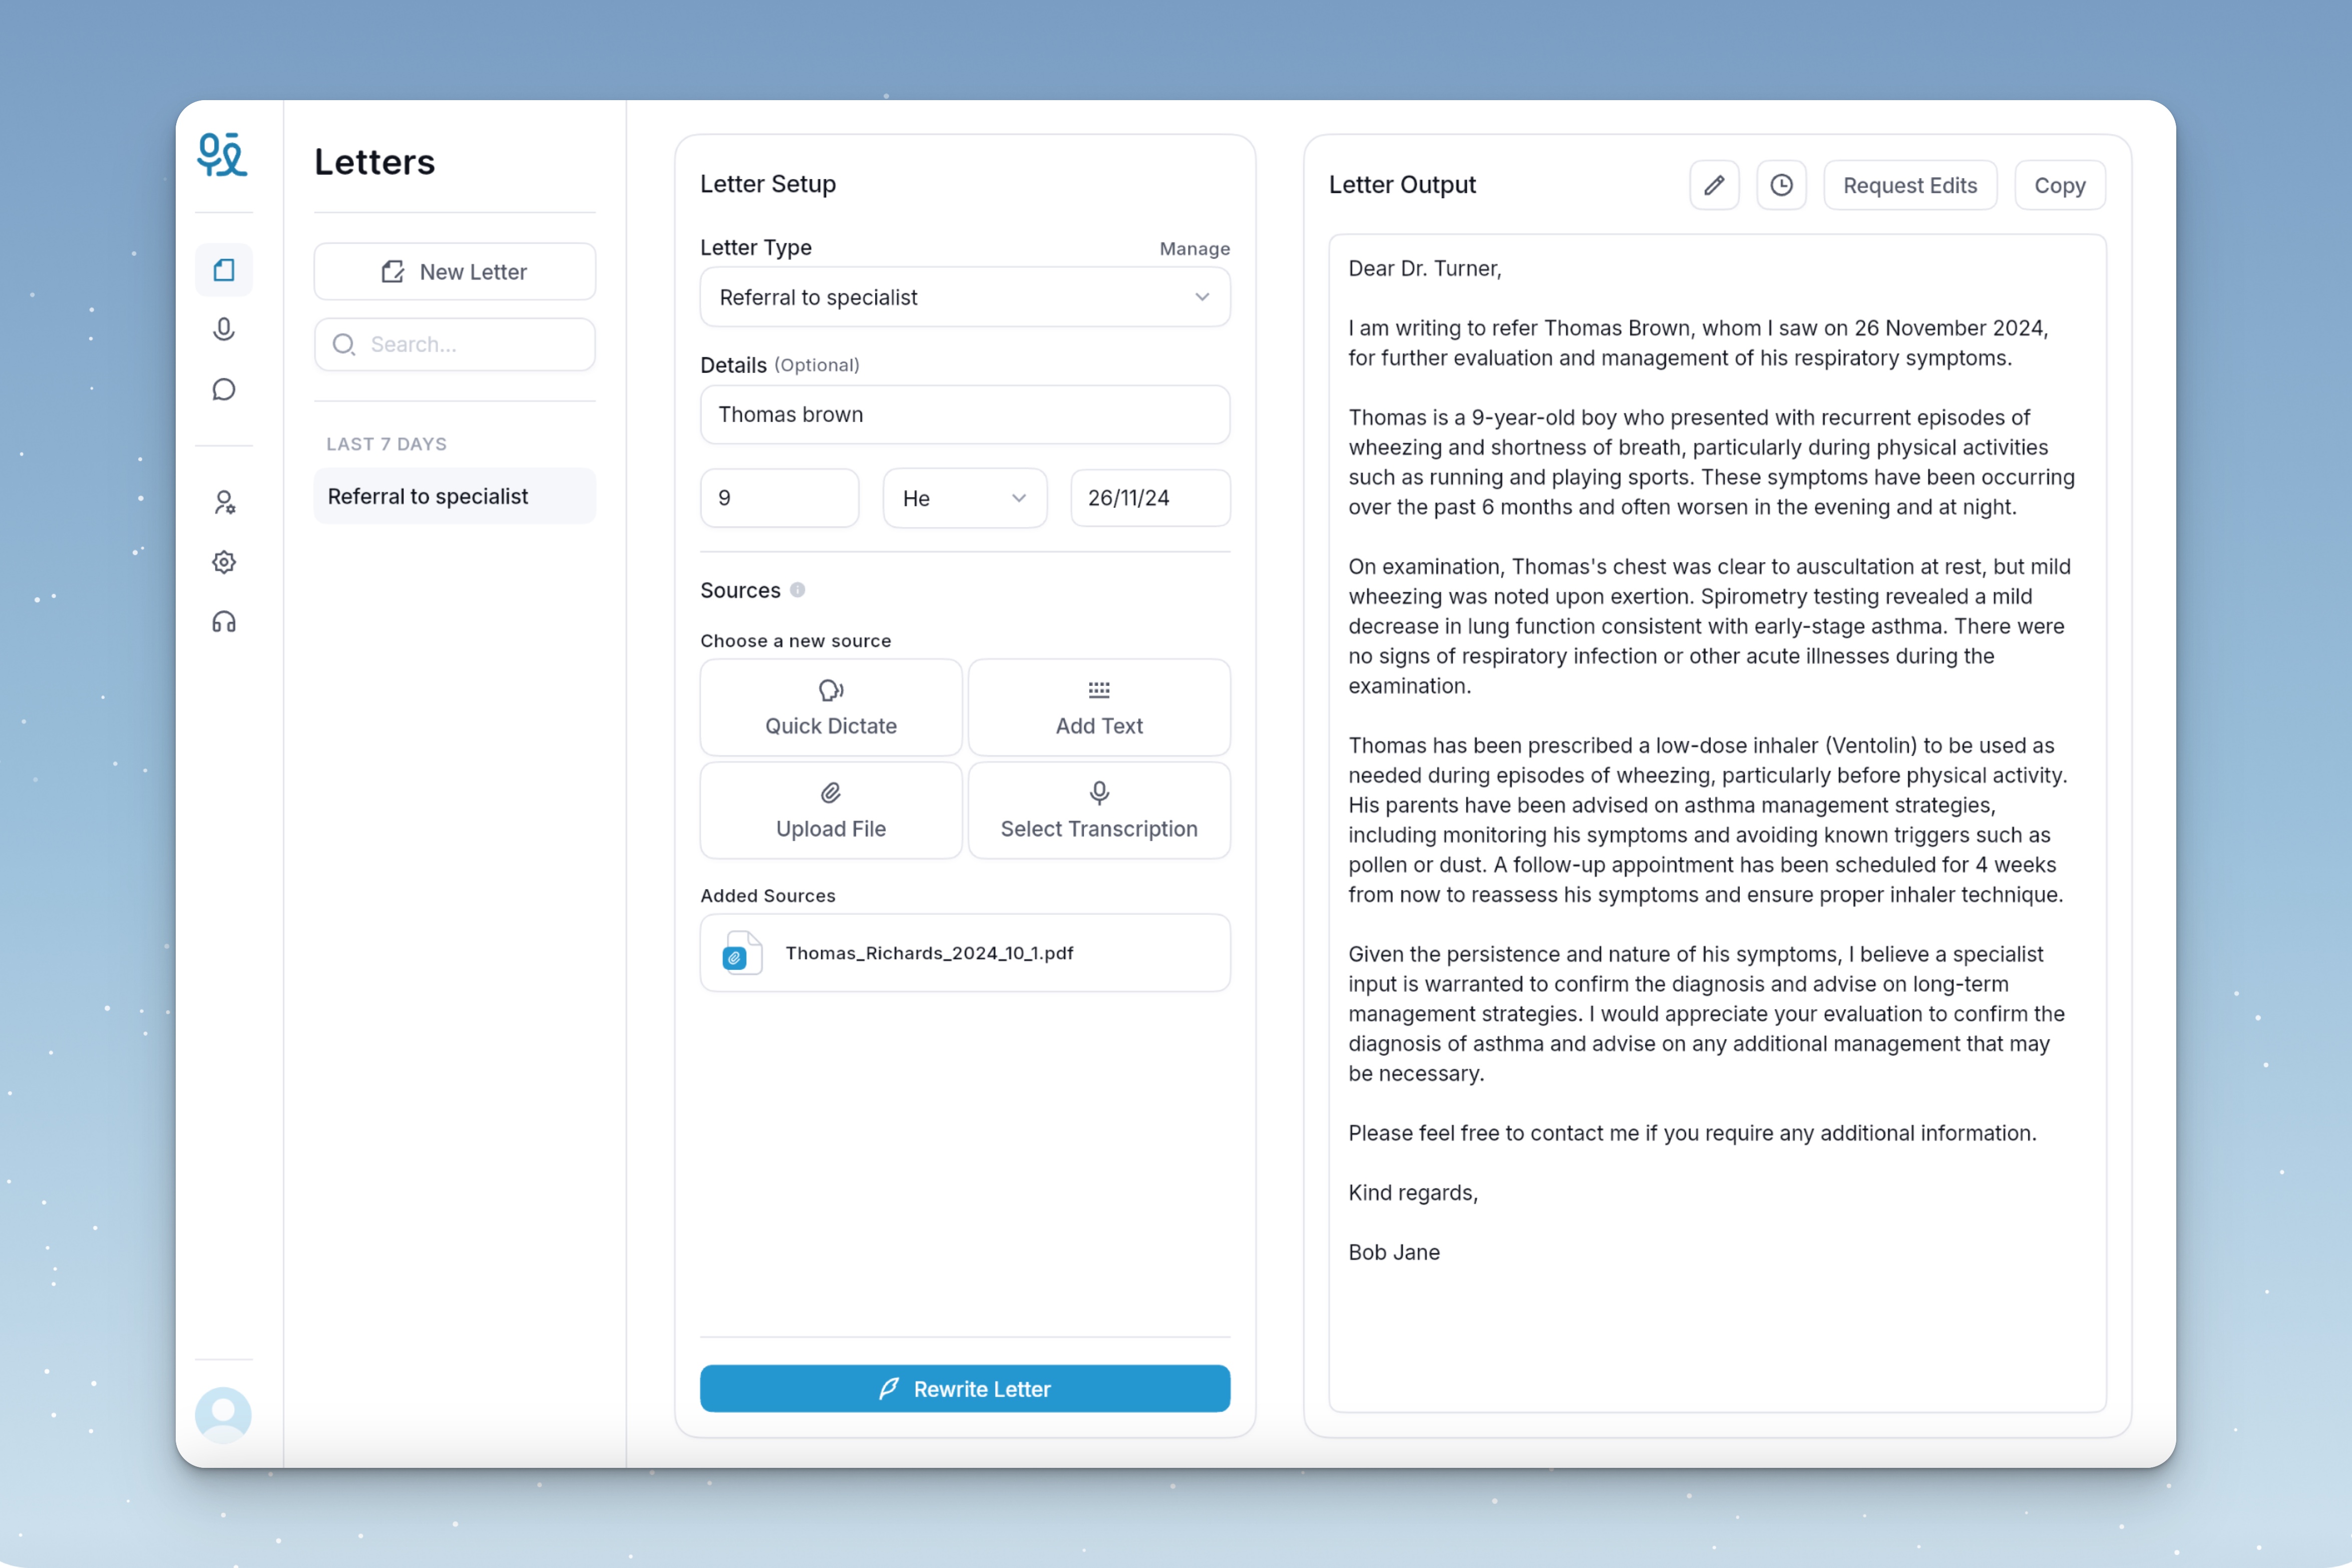 Letters
New Letter
Search...
LAST 7 DAYS
Referral to specialist
Letter Setup
Letter Type
Manage
Referral to specialist
Details (Optional)
Thomas brown
9
He
26/11/24
Sources
Choose a new source
Quick Dictate
Add Text
Upload File
Select Transcription
Added Sources
Thomas_Richards_2024_10_1.pdf
Rewrite Letter
Letter Output
Request Edits
Copy
Dear Dr. Turner,
I am writing to refer Thomas Brown, whom I saw on 26 November 2024,
for further evaluation and management of his respiratory symptoms.
Thomas is a 9-year-old boy who presented with recurrent episodes of
wheezing and shortness of breath, particularly during physical activities
such as running and playing sports. These symptoms have been occurring
over the past 6 months and often worsen in the evening and at night.
On examination, Thomas's chest was clear to auscultation at rest, but mild
wheezing was noted upon exertion. Spirometry testing revealed a mild
decrease in lung function consistent with early-stage asthma. There were
no signs of respiratory infection or other acute illnesses during the
examination.
Thomas has been prescribed a low-dose inhaler (Ventolin) to be used as
needed during episodes of wheezing, particularly before physical activity.
His parents have been advised on asthma management strategies,
including monitoring his symptoms and avoiding known triggers such as
pollen or dust. A follow-up appointment has been scheduled for 4 weeks
from now to reassess his symptoms and ensure proper inhaler technique.
Given the persistence and nature of his symptoms, I believe a specialist
input is warranted to confirm the diagnosis and advise on long-term
management strategies. I would appreciate your evaluation to confirm the
diagnosis of asthma and advise on any additional management that may
be necessary.
Please feel free to contact me if you require any additional information.
Kind regards,
Bob Jane